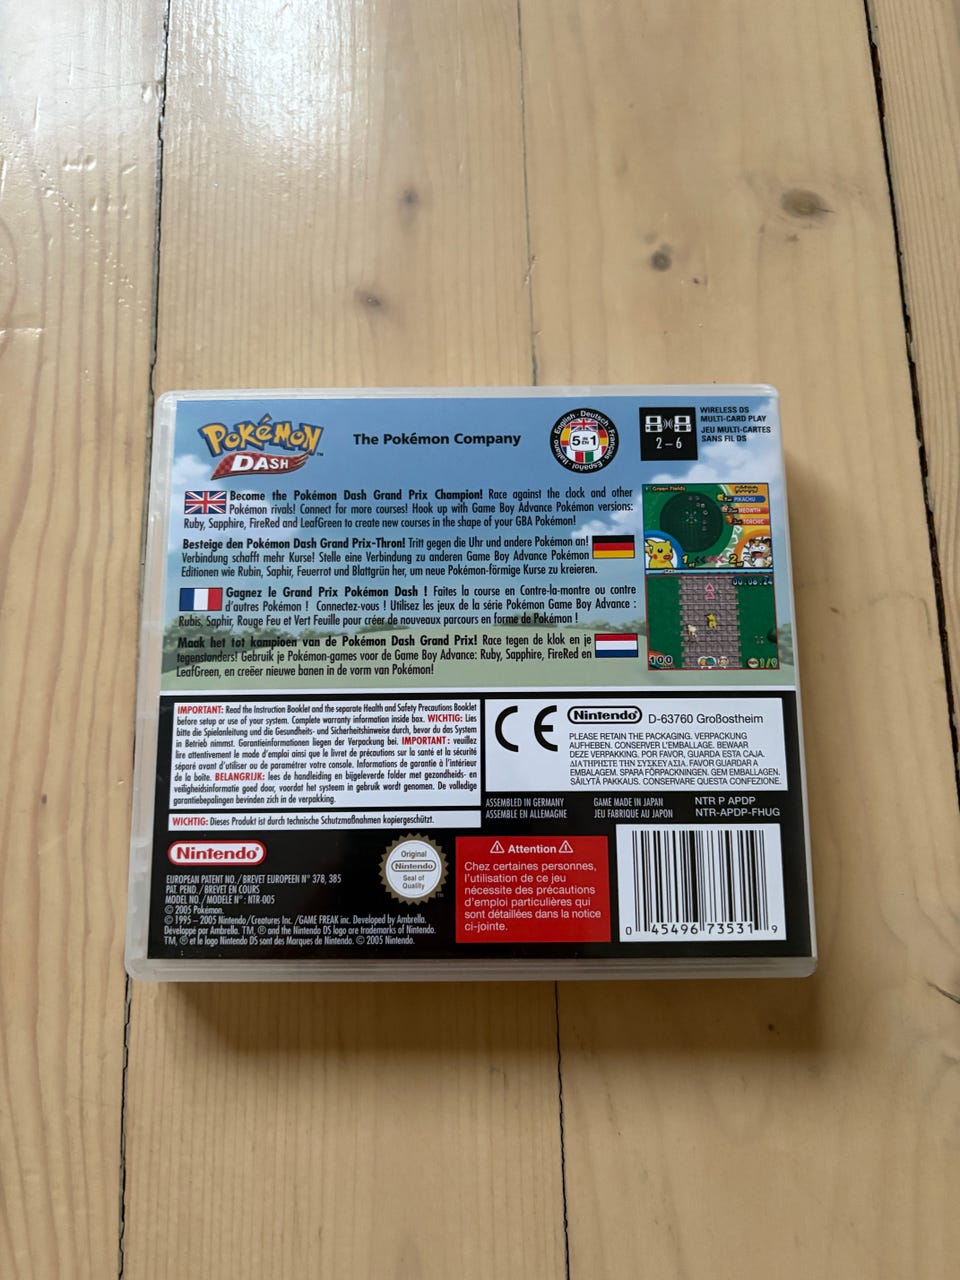 POKéMON
DASH™
The Pokémon Company
English · Deutsch · Français · Español · Italiano
5 IN EN 1
2-6
WIRELESS DS
MULTI-CARD PLAY
JEU MULTI-CARTES
SANS FIL DS
Become the Pokémon Dash Grand Prix Champion! Race against the clock and other
Pokémon rivals! Connect for more courses! Hook up with Game Boy Advance Pokémon versions:
Ruby, Sapphire, FireRed and LeafGreen to create new courses in the shape of your GBA Pokémon!
Besteige den Pokémon Dash Grand Prix-Thron! Tritt gegen die Uhr und andere Pokémon an!
Verbindung schafft mehr Kurse! Stelle eine Verbindung zu anderen Game Boy Advance Pokémon
Editionen wie Rubin, Saphir, Feuerrot und Blattgrün her, um neue Pokémon-förmige Kurse zu kreieren.
Gagnez le Grand Prix Pokémon Dash ! Faites la course en Contre-la-montre ou contre
d'autres Pokémon ! Connectez-vous ! Utilisez les jeux de la série Pokémon Game Boy Advance :
Rubis, Saphir, Rouge Feu et Vert Feuille pour créer de nouveaux parcours en forme de Pokémon !
Maak het tot kampioen van de Pokémon Dash Grand Prix! Race tegen de klok en je
tegenstanders! Gebruik je Pokémon-games voor de Game Boy Advance: Ruby, Sapphire, FireRed en
LeafGreen, en creëer nieuwe banen in de vorm van Pokémon!
Green Fields
PIKACHU
MEOWTH
TORCHIC
1
2
00:08:24
100
1/9
IMPORTANT: Read the Instruction Booklet and the separate Health and Safety Precautions Booklet
before setup or use of your system. Complete warranty information inside box. WICHTIG: Lies
bitte die Spielanleitung und die Gesundheits- und Sicherheitshinweise durch, bevor du das System
in Betrieb nimmst. Garantieinformationen liegen der Verpackung bei. IMPORTANT : veuillez
lire attentivement le mode d'emploi ainsi que le livret de précautions sur la santé et la sécurité
séparé avant d'utiliser ou de paramétrer votre console. Informations de garantie à l'intérieur
de la boîte. BELANGRIJK: lees de handleiding en bijgeleverde folder met gezondheids- en
veiligheidsinformatie goed door, voordat het systeem in gebruik wordt genomen. De volledige
garantiebepalingen bevinden zich in de verpakking.
WICHTIG: Dieses Produkt ist durch technische Schutzmaßnahmen kopiergeschützt.
CE
Nintendo® D-63760 Großostheim
PLEASE RETAIN THE PACKAGING. VERPACKUNG
AUFHEBEN. CONSERVER L'EMBALLAGE. BEWAAR
DEZE VERPAKKING. POR FAVOR, GUARDA ESTA CAJA.
ΔΙΑΤΗΡΗΣΤΕ ΤΗΝ ΣΥΣΚΕΥΑΣΙΑ. FAVOR GUARDAR A
EMBALAGEM. SPARA FÖRPACKNINGEN. GEM EMBALLAGEN.
SÄILYTÄ PAKKAUS. CONSERVARE QUESTA CONFEZIONE.
ASSEMBLED IN GERMANY
ASSEMBLE EN ALLEMAGNE
GAME MADE IN JAPAN
JEU FABRIQUE AU JAPON
NTR P APDP
NTR-APDP-FHUG
Nintendo®
EUROPEAN PATENT NO./BREVET EUROPEEN N° 378, 385
PAT. PEND./BREVET EN COURS
MODEL NO./MODELE N° : NTR-005
© 2005 Pokémon.
© 1995 – 2005 Nintendo/Creatures Inc. /GAME FREAK inc. Developed by Ambrella.
Développé par Ambrella. TM, ® and the Nintendo DS logo are trademarks of Nintendo.
TM, ® et le logo Nintendo DS sont des Marques de Nintendo. © 2005 Nintendo.
Original
Nintendo
Seal of
Quality
⚠ Attention ⚠
Chez certaines personnes,
l'utilisation de ce jeu
nécessite des précautions
d'emploi particulières qui
sont détaillées dans la notice
ci-jointe.
0 45496 73531 9